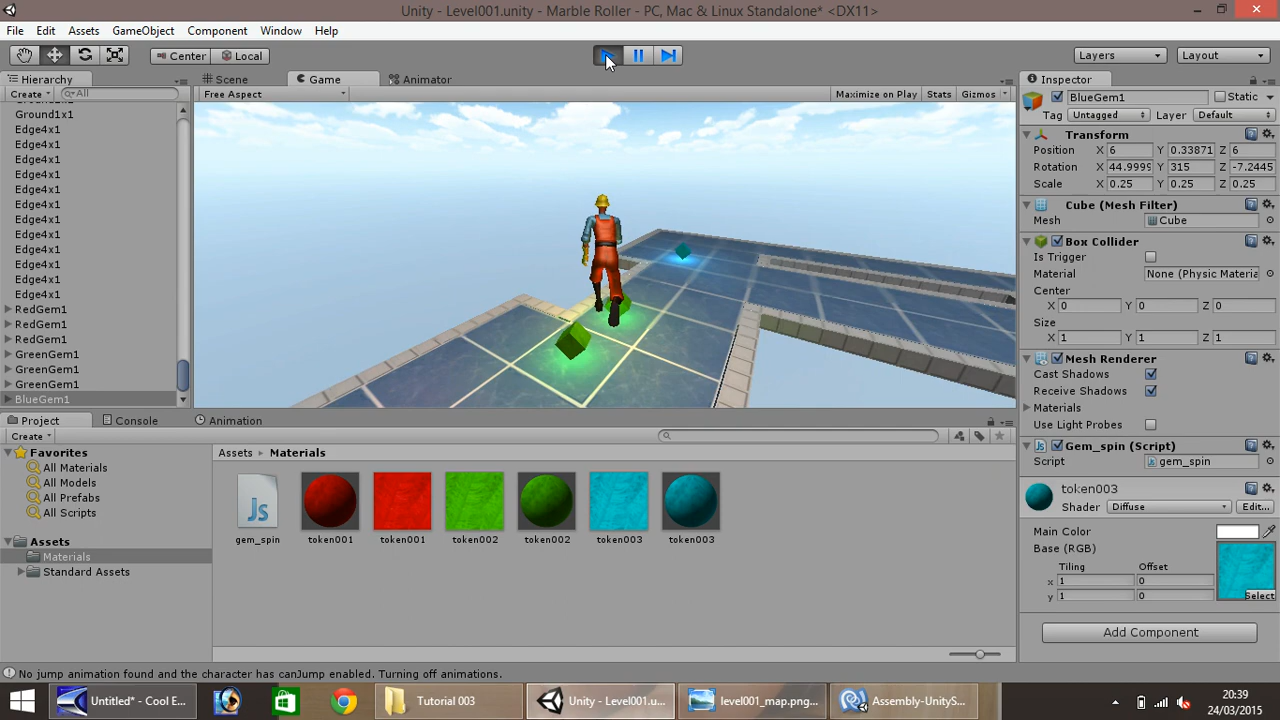 Unity - Level001.unity - Marble Roller - PC, Mac & Linux Standalone* <DX11>
File Edit Assets GameObject Component Window Help
Center Local Layers Layout
Hierarchy Scene Game Animator Inspector
Create All Free Aspect Maximize on Play Stats Gizmos
BlueGem1 Static
Ground1x1
Tag Untagged Layer Default
Edge4x1
Transform
Edge4x1
Position X 6 Y 0.33871 Z 6
Edge4x1
Rotation X 44.9999 Y 315 Z -7.2445
Edge4x1
Scale X 0.25 Y 0.25 Z 0.25
Edge4x1
Cube (Mesh Filter)
Edge4x1
Mesh Cube
Edge4x1
Box Collider
Edge4x1
Is Trigger
Edge4x1
Material None (Physic Materia
Edge4x1
Center
Edge4x1
X 0 Y 0 Z 0
Edge4x1
Size
Edge4x1
RedGem1
RedGem1
X 1 Y 1 Z 1
RedGem1
GreenGem1
Mesh Renderer
GreenGem1
Cast Shadows
GreenGem1
Receive Shadows
BlueGem1
Materials
Use Light Probes
Project Console Animation
Create
Gem_spin (Script)
Script gem_spin
Favorites
All Materials
All Models
All Prefabs
All Scripts
Assets
Materials
Standard Assets
Assets Materials
Js
gem_spin token001 token001 token002 token002 token003 token003
token003
Shader Diffuse Edit...
Main Color
Base (RGB)
Tiling Offset
x 1 0
y 1 0
Select
Add Component
No jump animation found and the character has canJump enabled. Turning off animations.
Untitled* - Cool E... Tutorial 003 Unity - Level001.u... level001_map.png... Assembly-UnityS...
20:39
24/03/2015